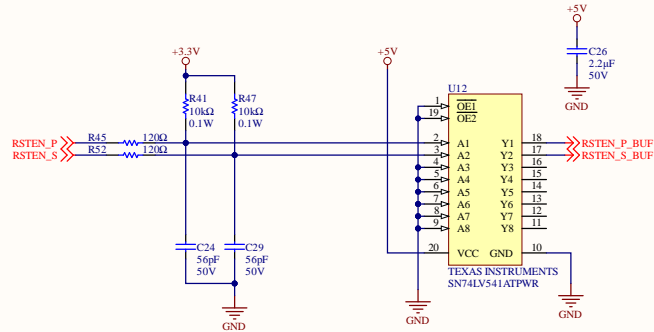 +5V
C26
2.2µF
50V
GND
+3.3V
+5V
U12
R41
10kΩ
0.1W
R47
10kΩ
0.1W
1
OE1
19
OE2
RSTEN_P
R45
120Ω
2
A1
Y1
18
RSTEN_P_BUF
RSTEN_S
R52
120Ω
3
A2
Y2
17
RSTEN_S_BUF
4
A3
Y3
16
5
A4
Y4
15
6
A5
Y5
14
7
A6
Y6
13
8
A7
Y7
12
9
A8
Y8
11
C24
56pF
50V
C29
56pF
50V
20
VCC
GND
10
TEXAS INSTRUMENTS
SN74LV541ATPWR
GND
GND
GND